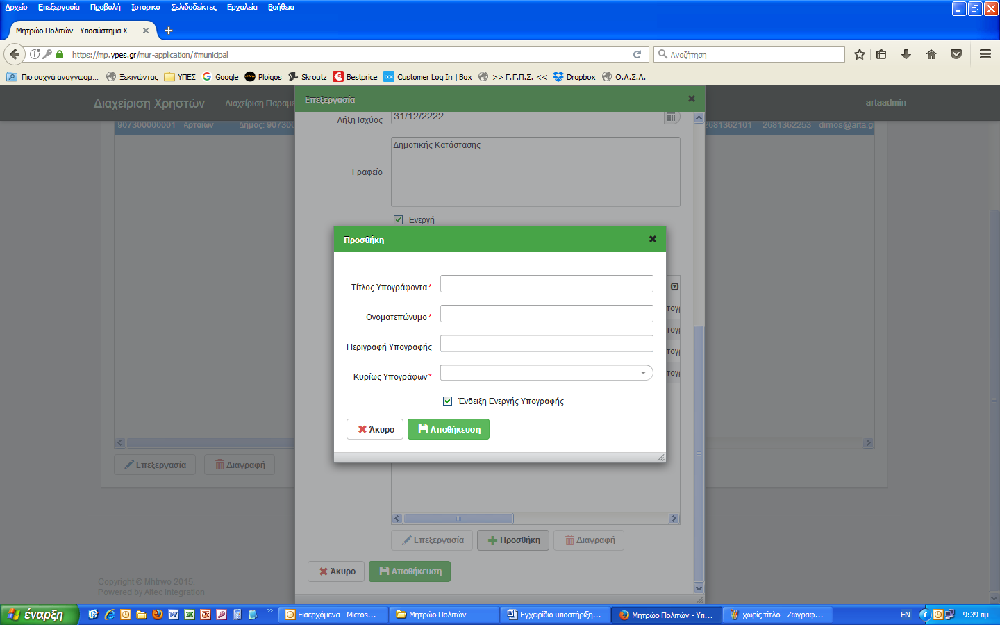 Αρχείο Επεξεργασία Προβολή Ιστορικο Σελιδοδείκτες Εργαλεία Βοήθεια
Μητρώο Πολιτών - Υποσύστημα Χ...
https://mp.ypes.gr/mur-application/#municipal Αναζήτηση
Πιο συχνά αναγνωσμ... Ξεκινώντας ΥΠΕΣ Google Ploigos Skroutz Bestprice Customer Log In | Box >> Γ.Γ.Π.Σ. << Dropbox Ο.Α.Σ.Α.
Διαχείριση Χρηστών Διαχείριση Παραμε Επεξεργασία artaadmin
907300000001 Αρταίων Δήμος: 90730 Λήξη Ισχύος 31/12/2222 2681362101 2681362253 dimos@arta.gr
Δημοτικής Κατάστασης
Γραφείο
Ενεργή
Προσθήκη
Τίτλος Υπογράφοντα*
Ονοματεπώνυμο*
Περιγραφή Υπογραφής
Κυρίως Υπογράφων*
Ένδειξη Ενεργής Υπογραφής
Άκυρο Αποθήκευση
Επεξεργασία Διαγραφή
Επεξεργασία Προσθήκη Διαγραφή
Άκυρο Αποθήκευση
Copyright © Mhtrwo 2015.
Powered by Altec Integration
έναρξη Εισερχόμενα - Micros... Μητρώο Πολιτών Εγχειρίδιο υποστήριξη... Μητρώο Πολιτών - Υπ... χωρίς τίτλο - Ζωγραφ... EN 9:39 πμ